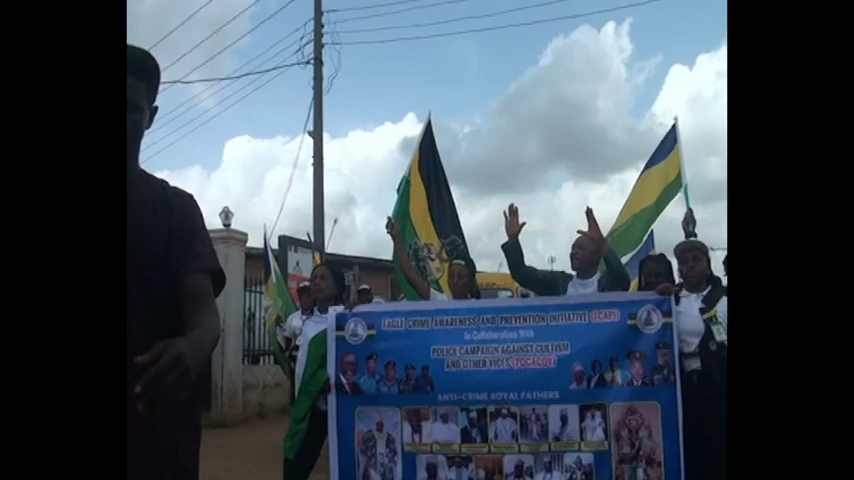 EAGLE CRIME AWARENESS AND PREVENTION INITIATIVE (ECAPI)
In Collaboration With
POLICE CAMPAIGN AGAINST CULTISM
AND OTHER VICES (POCACOV)
ANTI-CRIME ROYAL FATHERS